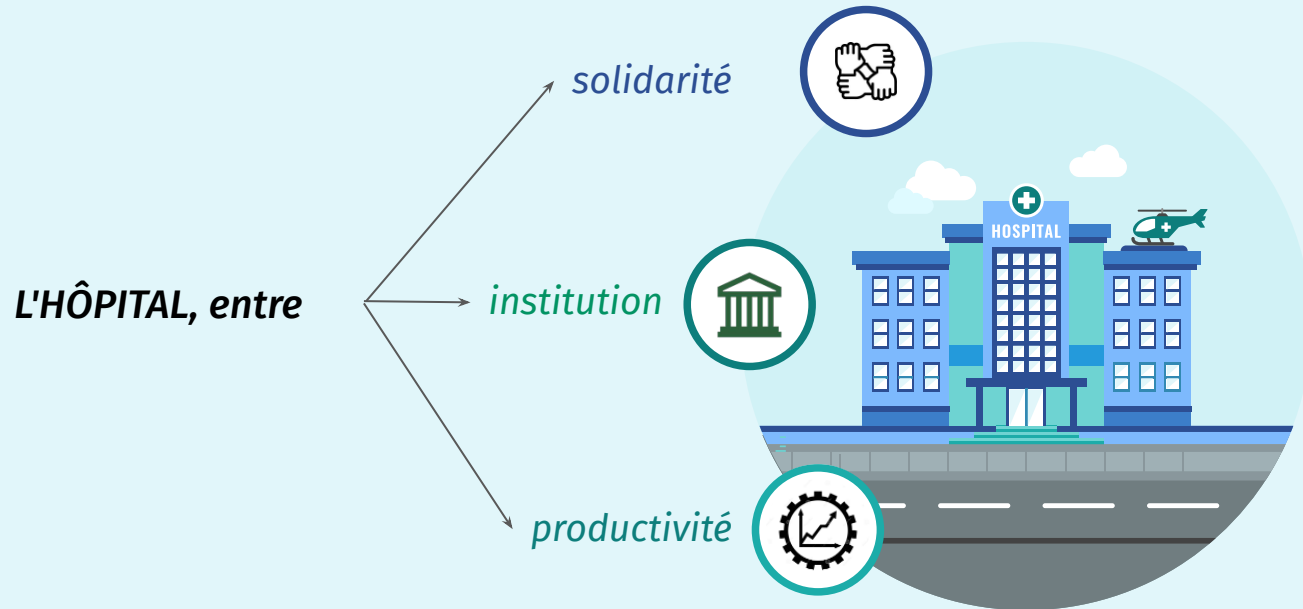 solidarité
HOSPITAL
L'HÔPITAL, entre
institution
productivité